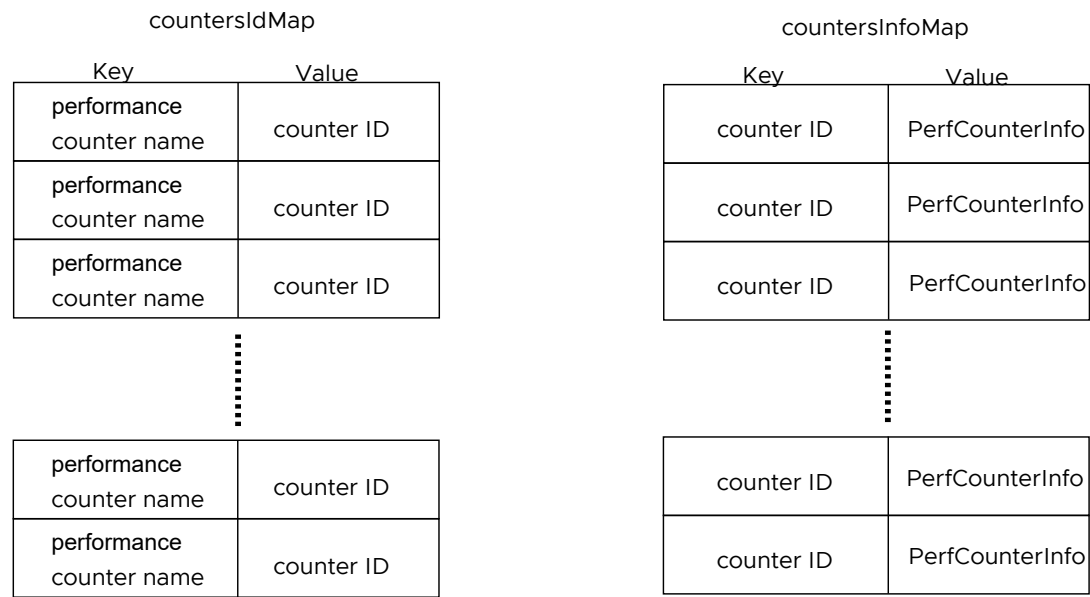 countersIdMap
Key Value
performance
counter name
counter ID
performance
counter name
counter ID
performance
counter name
counter ID
performance
counter name
counter ID
performance
counter name
counter ID
countersInfoMap
Key Value
counter ID PerfCounterInfo
counter ID PerfCounterInfo
counter ID PerfCounterInfo
counter ID PerfCounterInfo
counter ID PerfCounterInfo